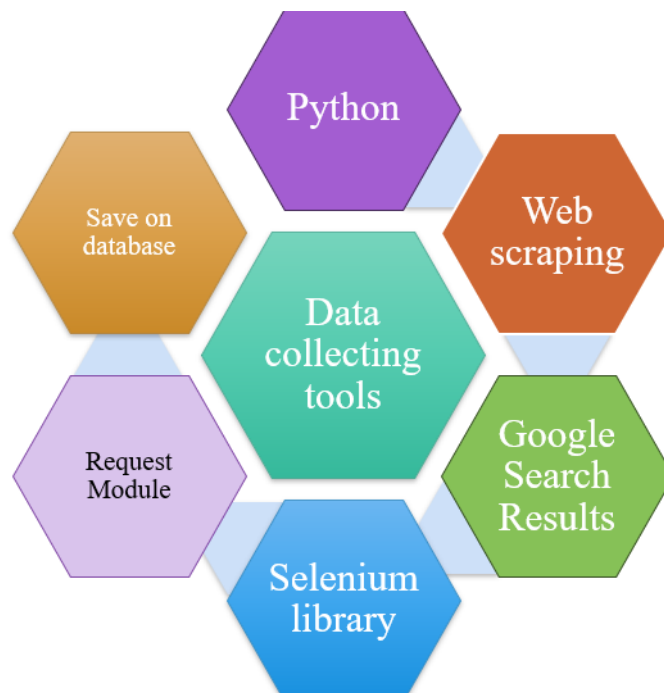 Python
Web
scraping
Save on
database
Data
collecting
tools
Google
Search
Results
Request
Module
Selenium
library